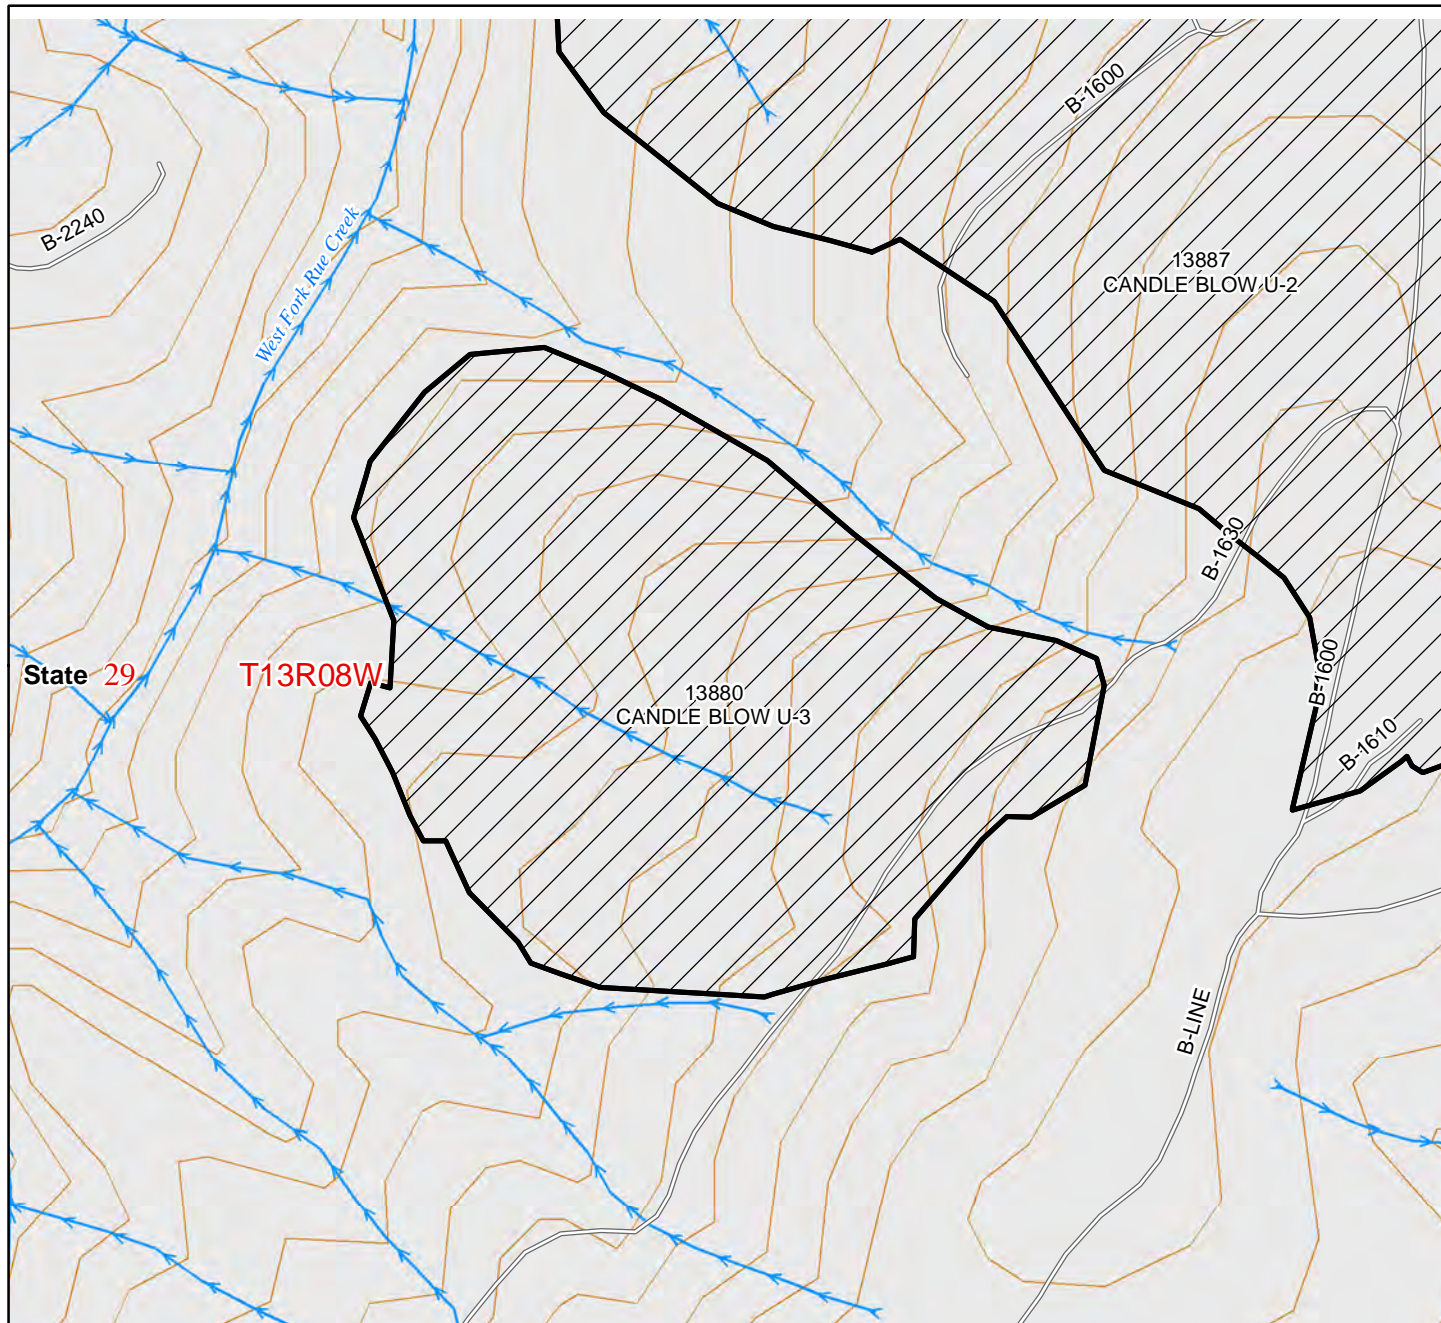 B-1600
B-2240
West Fork Rue Creek
13887
CANDLE BLOW U-2
B-1630
State 29
T13R08W
13880
CANDLE BLOW U-3
B-1600
B-1610
B-LINE